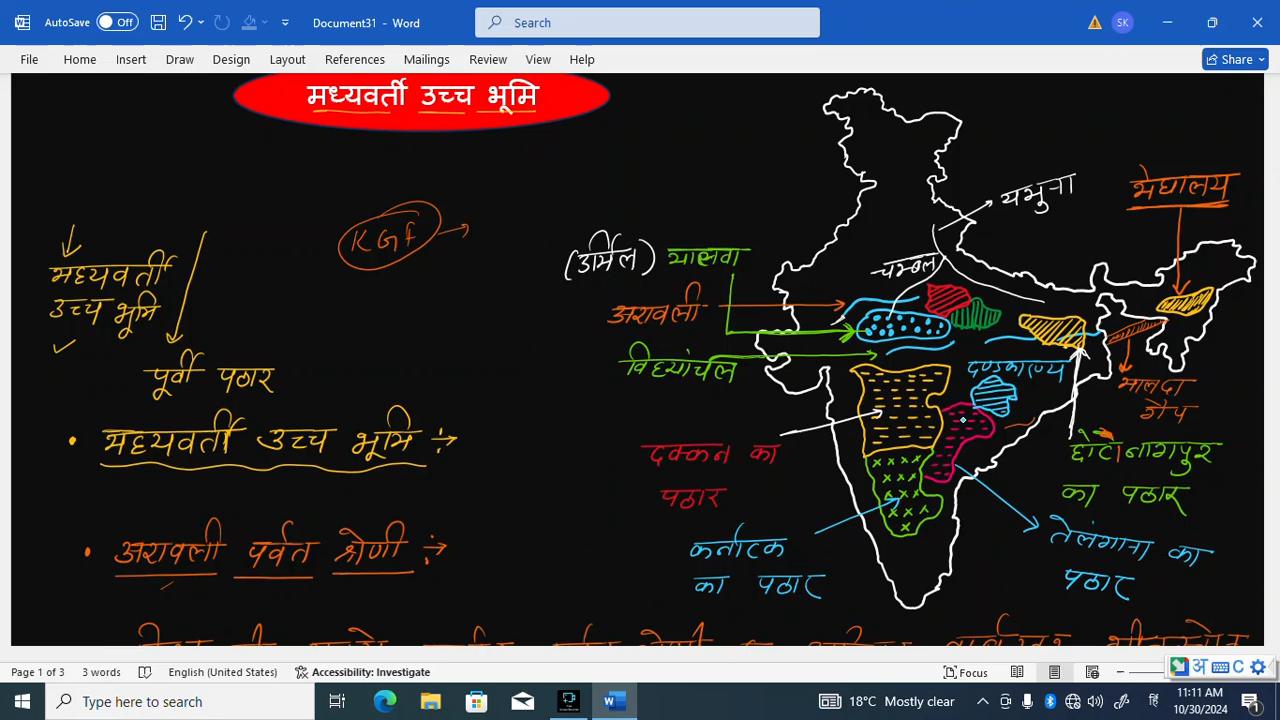 AutoSave Off Document31 - Word Search SK
File Home Insert Draw Design Layout References Mailings Review View Help Share
मध्यवर्ती उच्च भूमि
यमुना
मेघालय
KGF
(उर्मिल) मालवा
चम्बल
मध्यवर्ती
उच्च भूमि
अरावली
विंध्यांचल
दण्डकारण्य
पूर्वी पठार
मालदा
गैप
मध्यवर्ती उच्च भूमि :-
दक्कन का
पठार
छोटानागपुर
का पठार
अरावली पर्वत श्रेणी :-
कर्नाटक
का पठार
तेलंगाना का
पठार
Page 1 of 3 3 words English (United States) Accessibility: Investigate Focus
अ C
Type here to search 18°C Mostly clear 11:11 AM
10/30/2024